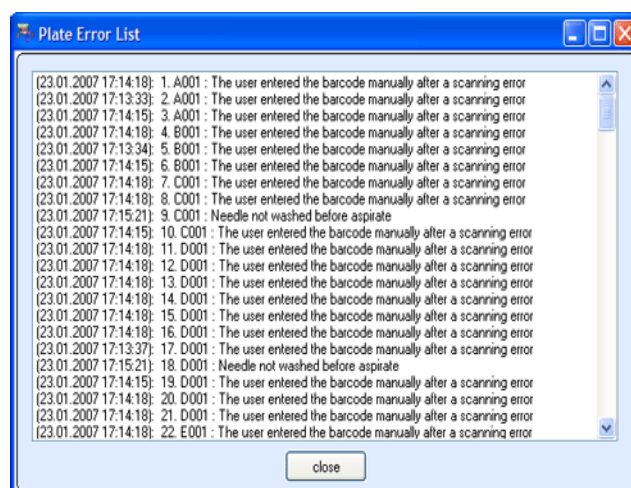 Plate Error List
(23.01.2007 17:14:18): 1. A001 : The user entered the barcode manually after a scanning error
(23.01.2007 17:13:33): 2. A001 : The user entered the barcode manually after a scanning error
(23.01.2007 17:14:15): 3. A001 : The user entered the barcode manually after a scanning error
(23.01.2007 17:14:18): 4. B001 : The user entered the barcode manually after a scanning error
(23.01.2007 17:13:34): 5. B001 : The user entered the barcode manually after a scanning error
(23.01.2007 17:14:15): 6. B001 : The user entered the barcode manually after a scanning error
(23.01.2007 17:14:18): 7. C001 : The user entered the barcode manually after a scanning error
(23.01.2007 17:14:18): 8. C001 : The user entered the barcode manually after a scanning error
(23.01.2007 17:15:21): 9. C001 : Needle not washed before aspirate
(23.01.2007 17:14:15): 10. C001 : The user entered the barcode manually after a scanning error
(23.01.2007 17:14:18): 11. D001 : The user entered the barcode manually after a scanning error
(23.01.2007 17:14:18): 12. D001 : The user entered the barcode manually after a scanning error
(23.01.2007 17:14:18): 13. D001 : The user entered the barcode manually after a scanning error
(23.01.2007 17:14:18): 14. D001 : The user entered the barcode manually after a scanning error
(23.01.2007 17:14:18): 15. D001 : The user entered the barcode manually after a scanning error
(23.01.2007 17:14:18): 16. D001 : The user entered the barcode manually after a scanning error
(23.01.2007 17:13:37): 17. D001 : The user entered the barcode manually after a scanning error
(23.01.2007 17:15:21): 18. D001 : Needle not washed before aspirate
(23.01.2007 17:14:15): 19. D001 : The user entered the barcode manually after a scanning error
(23.01.2007 17:14:18): 20. D001 : The user entered the barcode manually after a scanning error
(23.01.2007 17:14:18): 21. D001 : The user entered the barcode manually after a scanning error
(23.01.2007 17:14:18): 22. E001 : The user entered the barcode manually after a scanning error
close